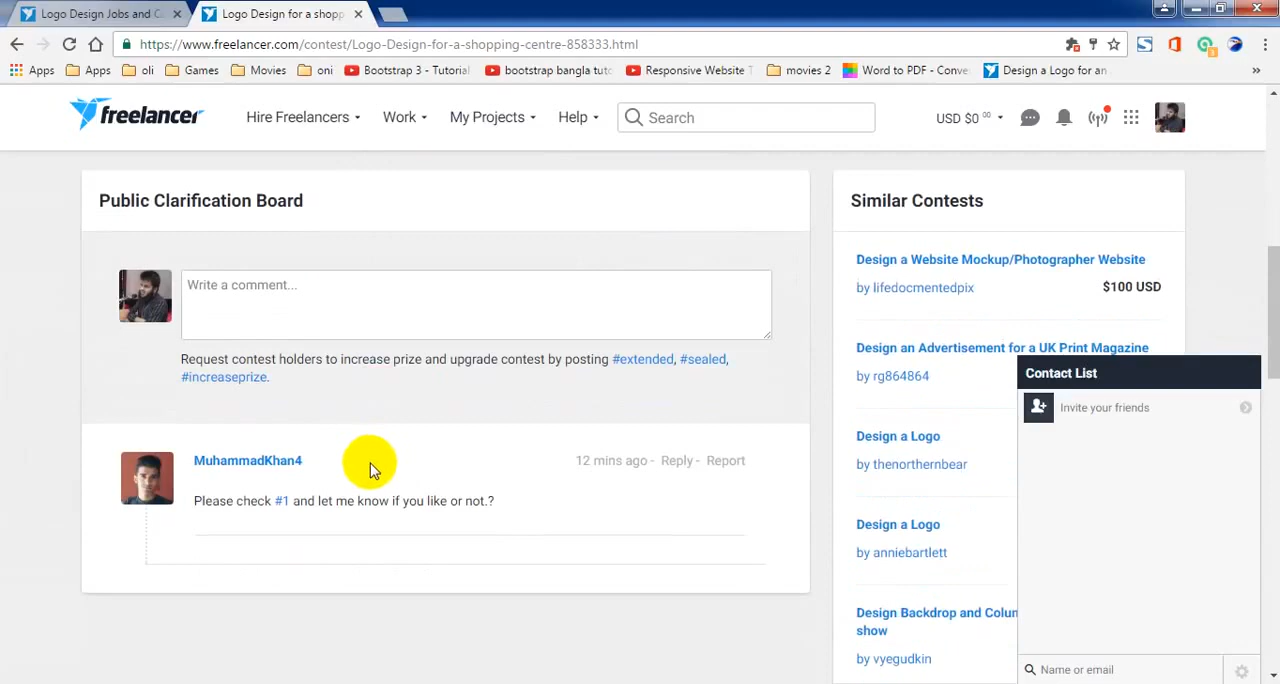 Logo Design Jobs and C
Logo Design for a shopp
https://www.freelancer.com/contest/Logo-Design-for-a-shopping-centre-858333.html
Apps Apps oli Games Movies oni Bootstrap 3 - Tutorial bootstrap bangla tuto Responsive Website T movies 2 Word to PDF - Conve Design a Logo for an »
freelancer Hire Freelancers Work My Projects Help Search USD $0 00
Public Clarification Board
Write a comment...
Request contest holders to increase prize and upgrade contest by posting #extended, #sealed,
#increaseprize.
MuhammadKhan4 12 mins ago - Reply - Report
Please check #1 and let me know if you like or not.?
Similar Contests
Design a Website Mockup/Photographer Website
by lifedocmentedpix $100 USD
Design an Advertisement for a UK Print Magazine
by rg864864
Design a Logo
by thenorthernbear
Design a Logo
by anniebartlett
Design Backdrop and Colun
show
by vyegudkin
Contact List
Invite your friends
Name or email